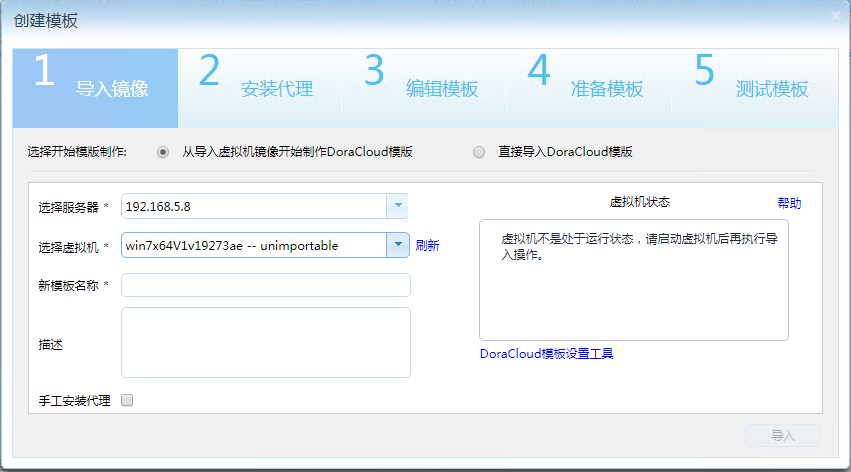 创建模板
1 导入镜像
2 安装代理
3 编辑模板
4 准备模板
5 测试模板
选择开始模版制作: 从导入虚拟机镜像开始制作DoraCloud模版 直接导入DoraCloud模版
选择服务器 * 192.168.5.8
虚拟机状态 帮助
选择虚拟机 * win7x64V1v19273ae -- unimportable 刷新
虚拟机不是处于运行状态，请启动虚拟机后再执行导
入操作。
新模板名称 *
描述
DoraCloud模板设置工具
手工安装代理
导入